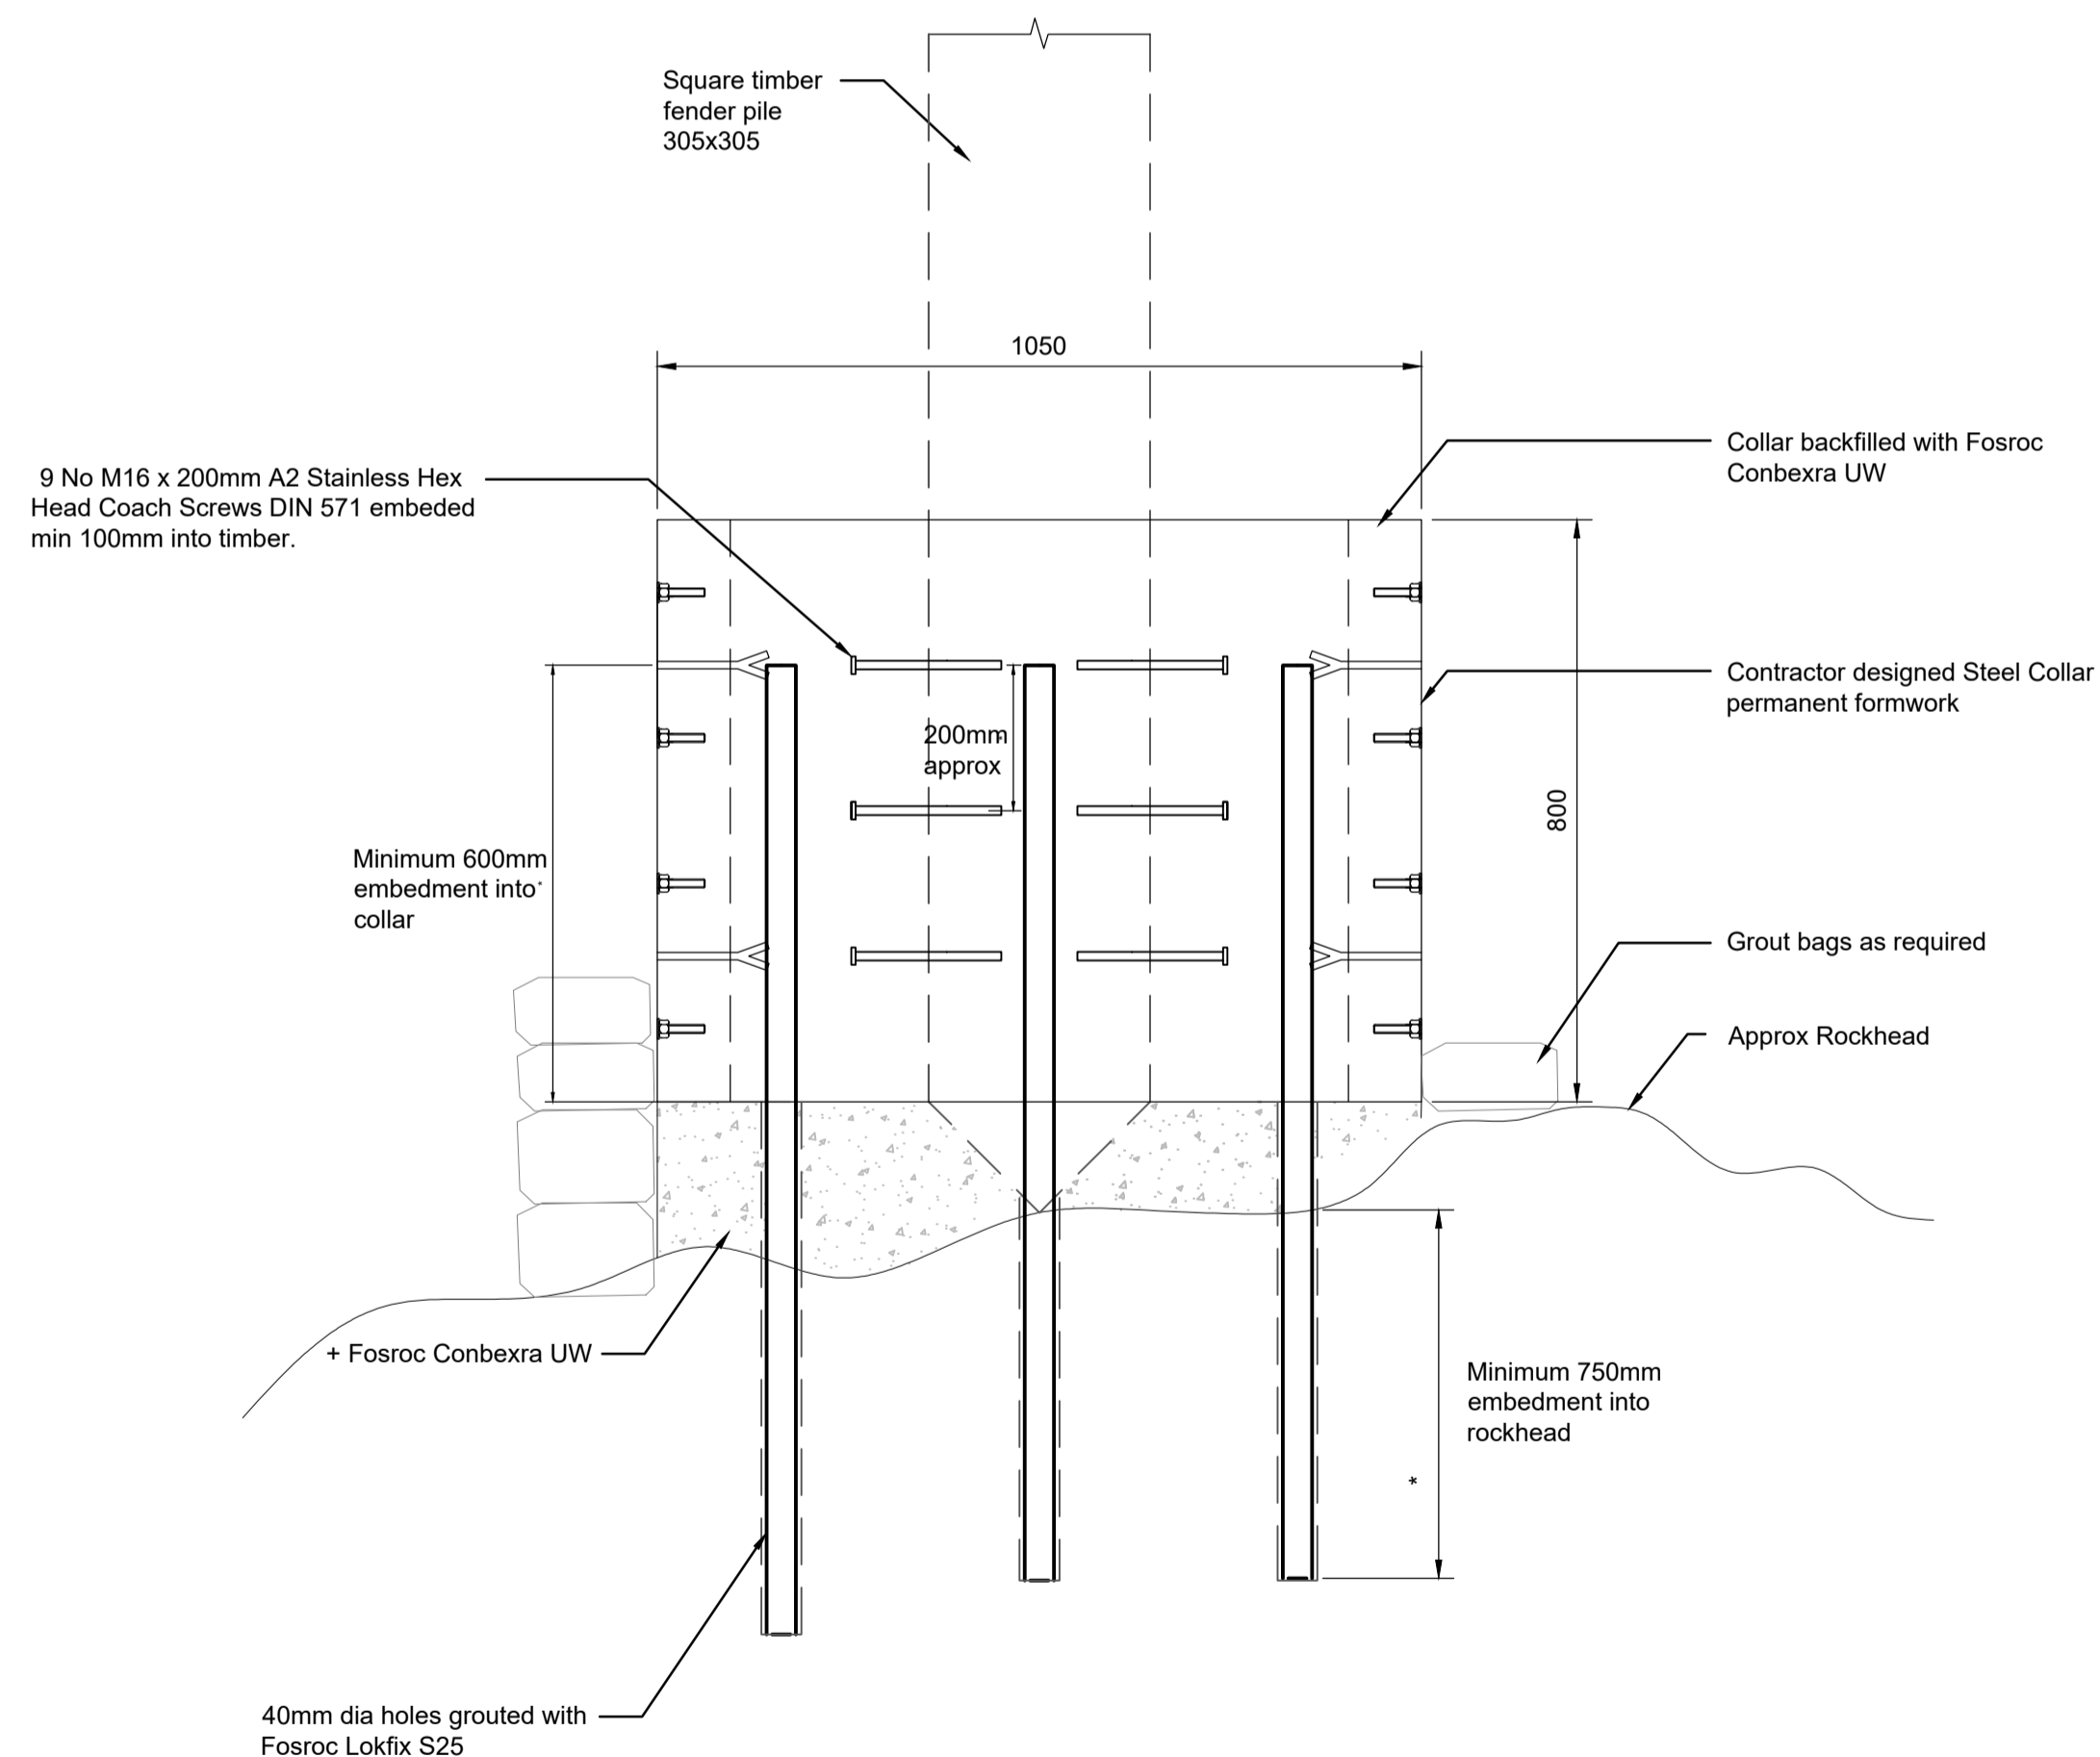 Square timber
fender pile
305x305
1050
Collar backfilled with Fosroc
Conbexra UW
9 No M16 x 200mm A2 Stainless Hex
Head Coach Screws DIN 571 embeded
min 100mm into timber.
Contractor designed Steel Collar
permanent formwork
200mm
approx
800
Minimum 600mm
embedment into*
collar
Grout bags as required
Approx Rockhead
+ Fosroc Conbexra UW
Minimum 750mm
embedment into
rockhead
*
40mm dia holes grouted with
Fosroc Lokfix S25